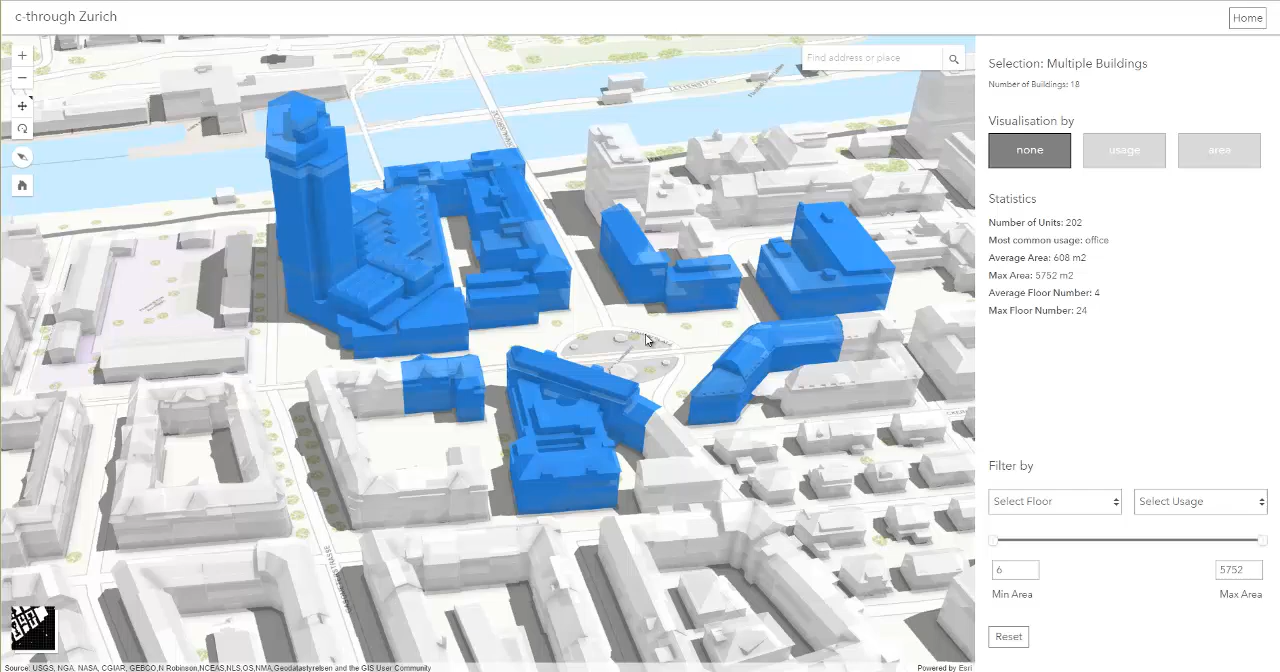 c-through Zurich
Home
Find address or place
Selection: Multiple Buildings
Number of Buildings: 18
Visualisation by
none
usage
area
Statistics
Number of Units: 202
Most common usage: office
Average Area: 608 m2
Max Area: 5752 m2
Average Floor Number: 4
Max Floor Number: 24
Filter by
Select Floor
Select Usage
6
5752
Min Area
Max Area
Reset
Source: USGS, NGA, NASA, CGIAR, GEBCO,N Robinson,NCEAS,NLS,OS,NMA,Geodatastyrelsen and the GIS User Community
Powered by Esri